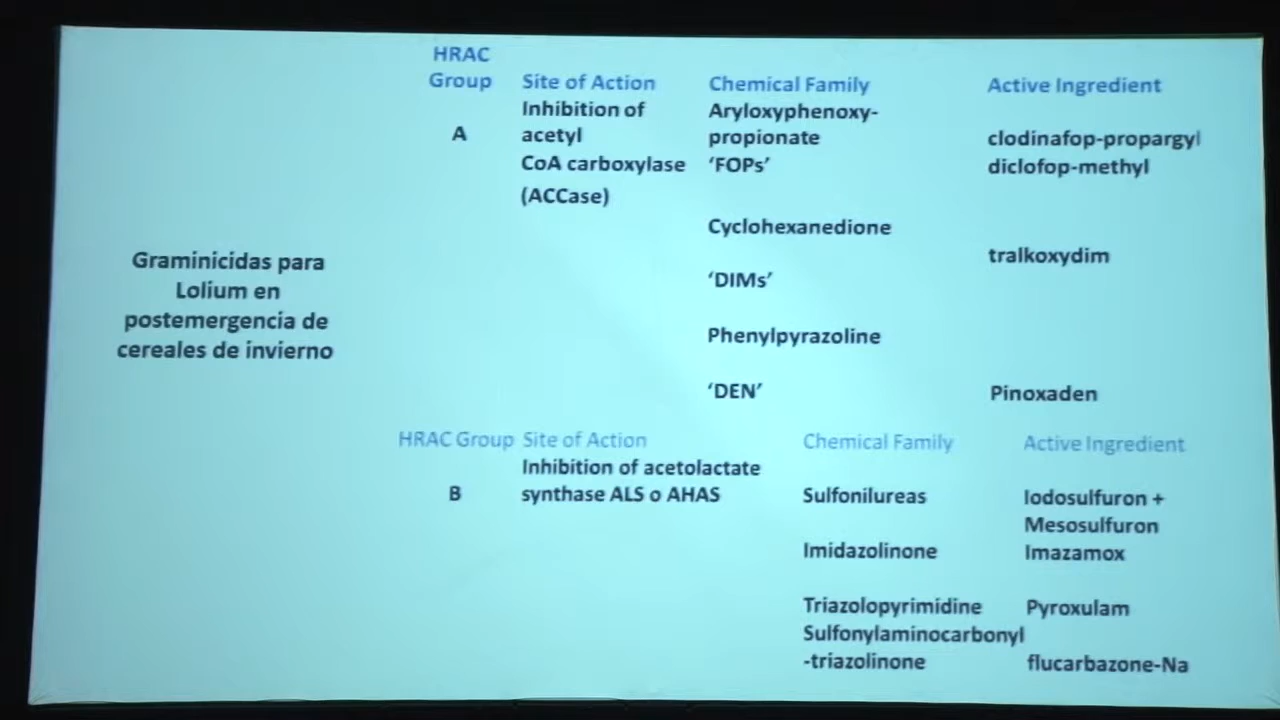 HRAC
Group Site of Action Chemical Family Active Ingredient
Inhibition of Aryloxyphenoxy-
A acetyl propionate clodinafop-propargyl
CoA carboxylase ‘FOPs’ diclofop-methyl
(ACCase)
Cyclohexanedione
tralkoxydim
‘DIMs’
Phenylpyrazoline
‘DEN’ Pinoxaden
Graminicidas para
Lolium en
postemergencia de
cereales de invierno
HRAC Group Site of Action Chemical Family Active Ingredient
Inhibition of acetolactate
B synthase ALS o AHAS Sulfonilureas Iodosulfuron +
Mesosulfuron
Imidazolinone Imazamox
Triazolopyrimidine Pyroxulam
Sulfonylaminocarbonyl
-triazolinone flucarbazone-Na